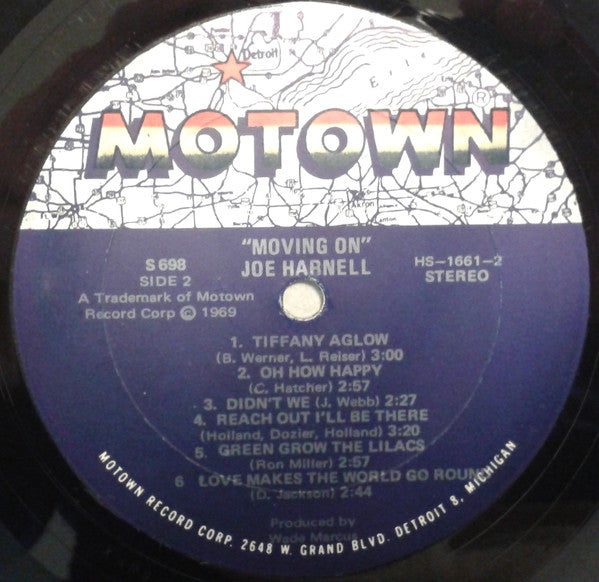 Detroit
E
Akron
Canton
MOTOWN®
"MOVING ON"
JOE HARNELL
S 698
SIDE 2
HS-1661-2
STEREO
A Trademark of Motown
Record Corp ℗ 1969
1. TIFFANY AGLOW
(B. Werner, L. Reiser) 3:00
2. OH HOW HAPPY
(C. Hatcher) 2:57
3. DIDN'T WE (J. Webb) 2:27
4. REACH OUT I'LL BE THERE
(Holland, Dozier, Holland) 3:20
5. GREEN GROW THE LILACS
(Ron Miller) 2:57
6 LOVE MAKES THE WORLD GO ROUND
(D. Jackson) 2:44
Produced by
Wade Marcus
MOTOWN RECORD CORP. 2648 W. GRAND BLVD. DETROIT 8, MICHIGAN